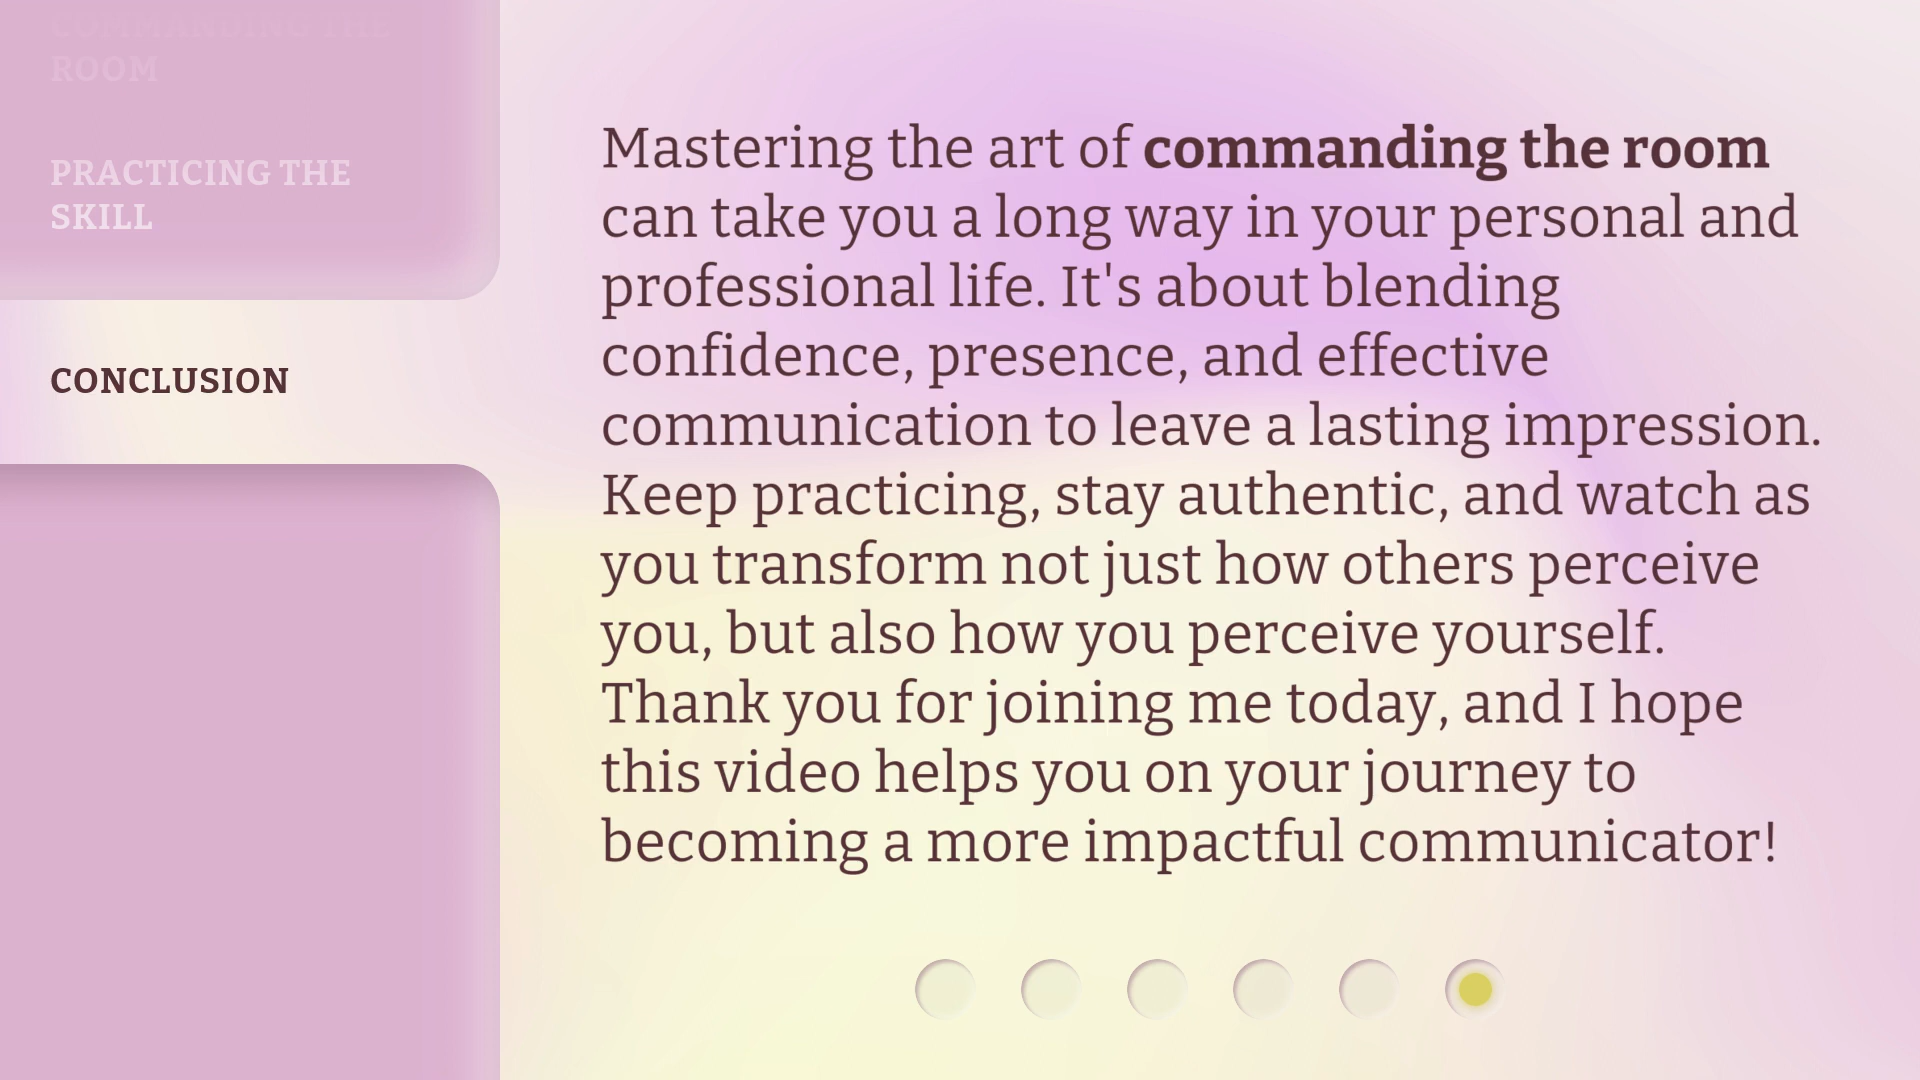 COMMANDING THE
ROOM
PRACTICING THE
SKILL
CONCLUSION
Mastering the art of commanding the room
can take you a long way in your personal and
professional life. It's about blending
confidence, presence, and effective
communication to leave a lasting impression.
Keep practicing, stay authentic, and watch as
you transform not just how others perceive
you, but also how you perceive yourself.
Thank you for joining me today, and I hope
this video helps you on your journey to
becoming a more impactful communicator!